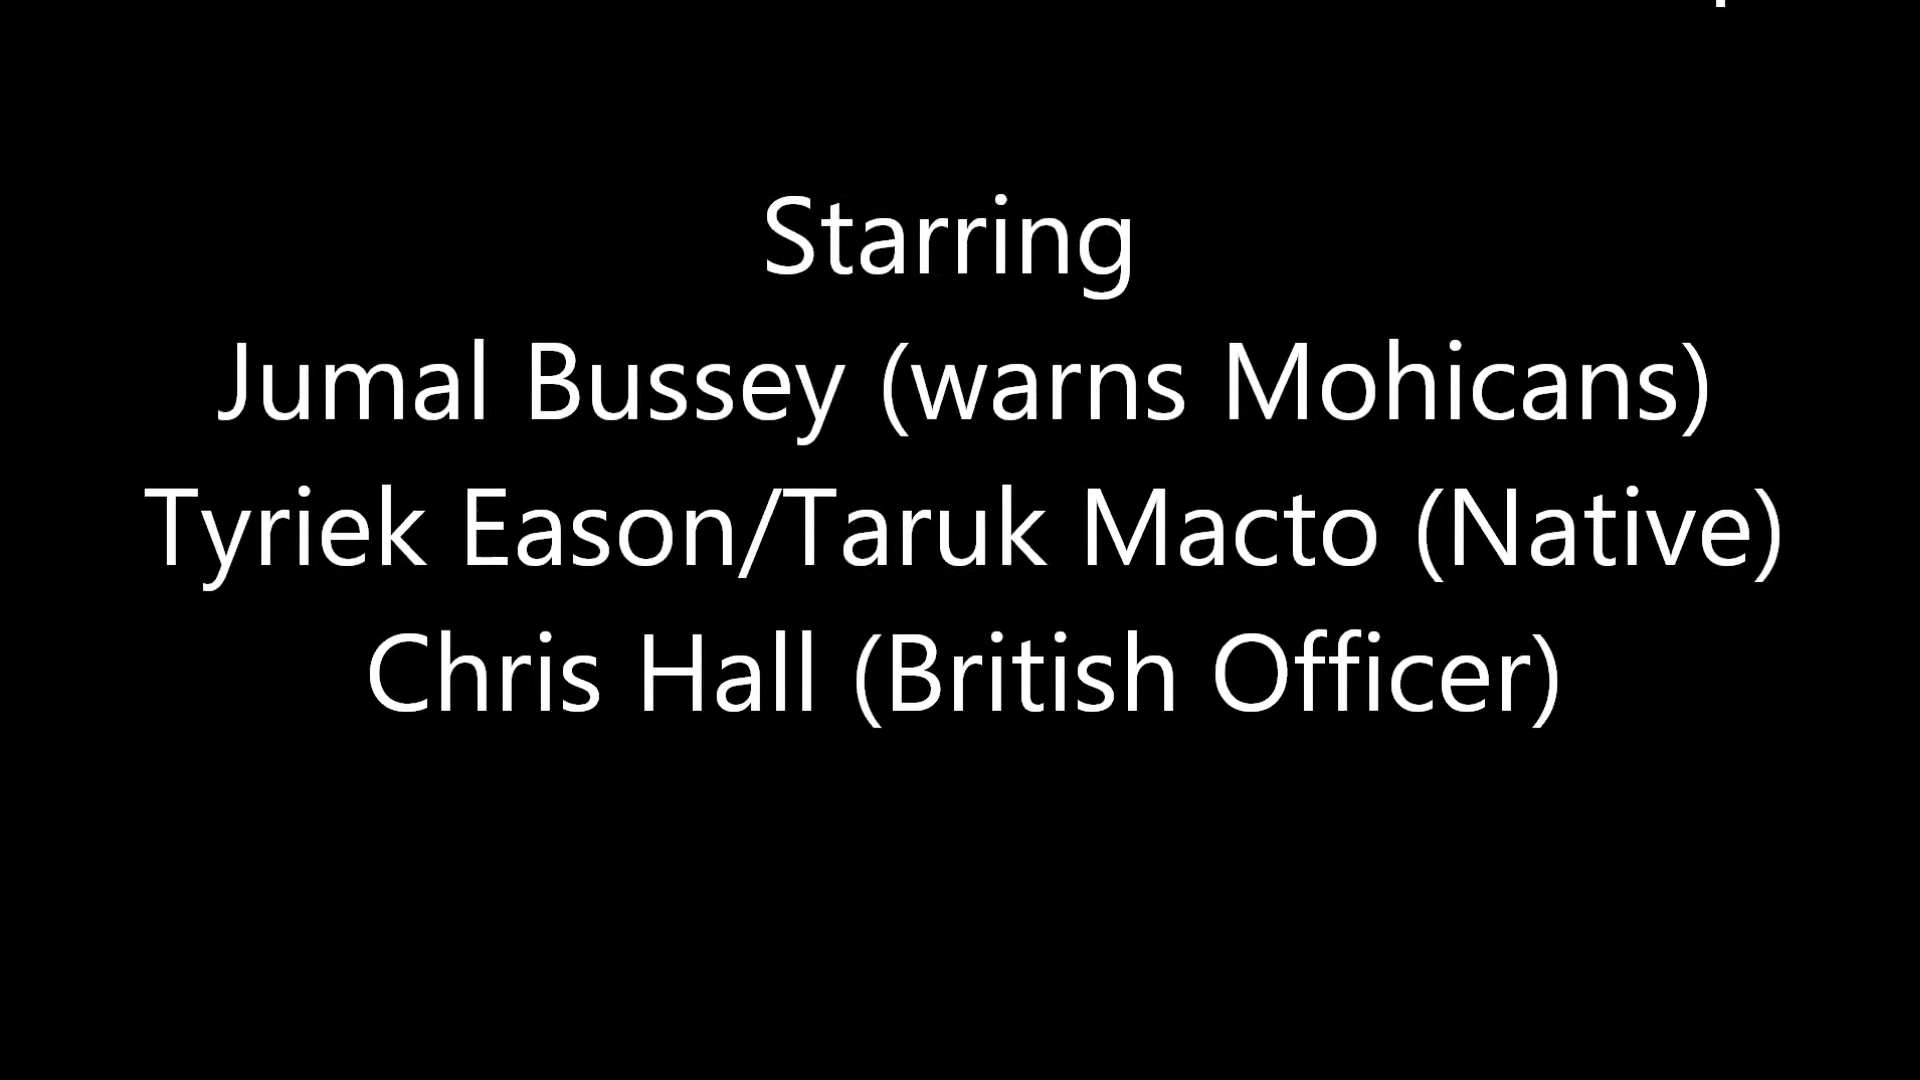 Starring
Jumal Bussey (warns Mohicans)
Tyriek Eason/Taruk Macto (Native)
Chris Hall (British Officer)